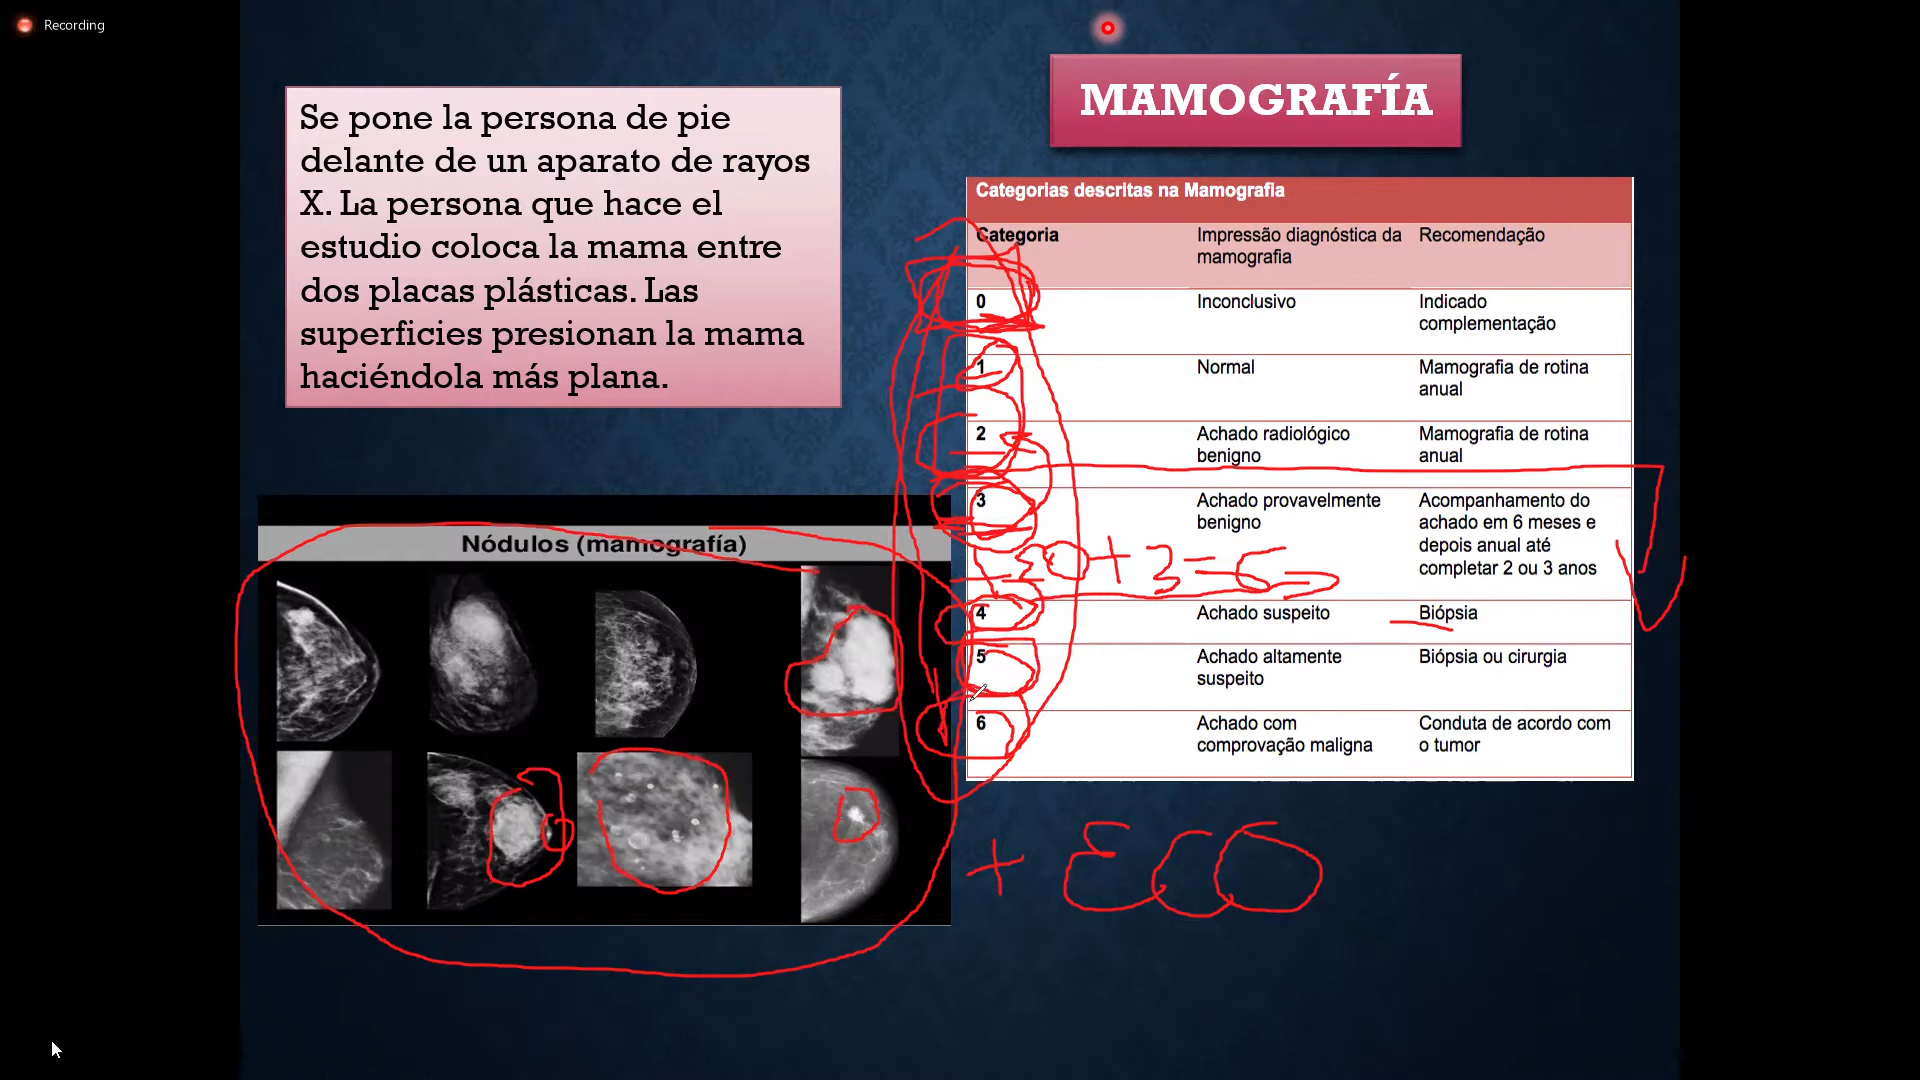 Recording
MAMOGRAFÍA
Se pone la persona de pie
delante de un aparato de rayos
X. La persona que hace el
estudio coloca la mama entre
dos placas plásticas. Las
superficies presionan la mama
haciéndola más plana.
Categorias descritas na Mamografia
Categoria Impressão diagnóstica da mamografia Recomendação
0 Inconclusivo Indicado complementação
1 Normal Mamografia de rotina anual
2 Achado radiológico benigno Mamografia de rotina anual
3 Achado provavelmente benigno Acompanhamento do achado em 6 meses e depois anual até completar 2 ou 3 anos
4 Achado suspeito Biópsia
5 Achado altamente suspeito Biópsia ou cirurgia
6 Achado com comprovação maligna Conduta de acordo com o tumor
Nódulos (mamografía)
+ ECO